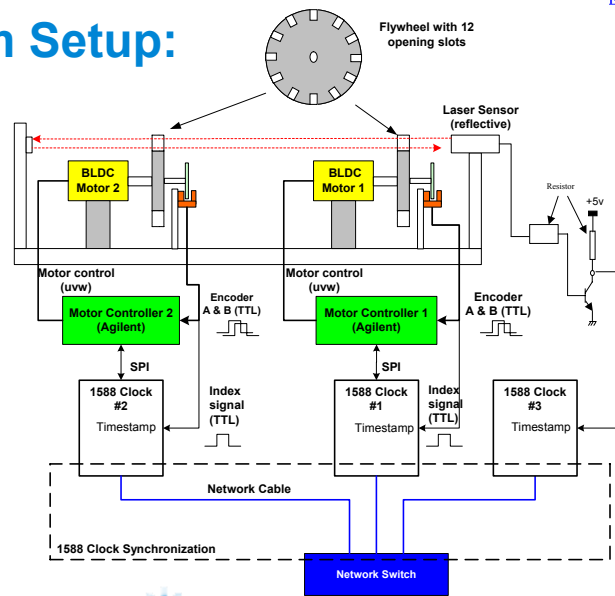 n Setup:
Flywheel with 12
opening slots
Laser Sensor
(reflective)
BLDC
Motor 2
BLDC
Motor 1
Resistor
+5v
Motor control
(uvw)
Motor control
(uvw)
Encoder
A & B (TTL)
Encoder
A & B (TTL)
Motor Controller 2
(Agilent)
Motor Controller 1
(Agilent)
SPI
SPI
1588 Clock
#2
Timestamp
Index
signal
(TTL)
1588 Clock
#1
Timestamp
Index
signal
(TTL)
1588 Clock
#3
Timestamp
Network Cable
1588 Clock Synchronization
Network Switch